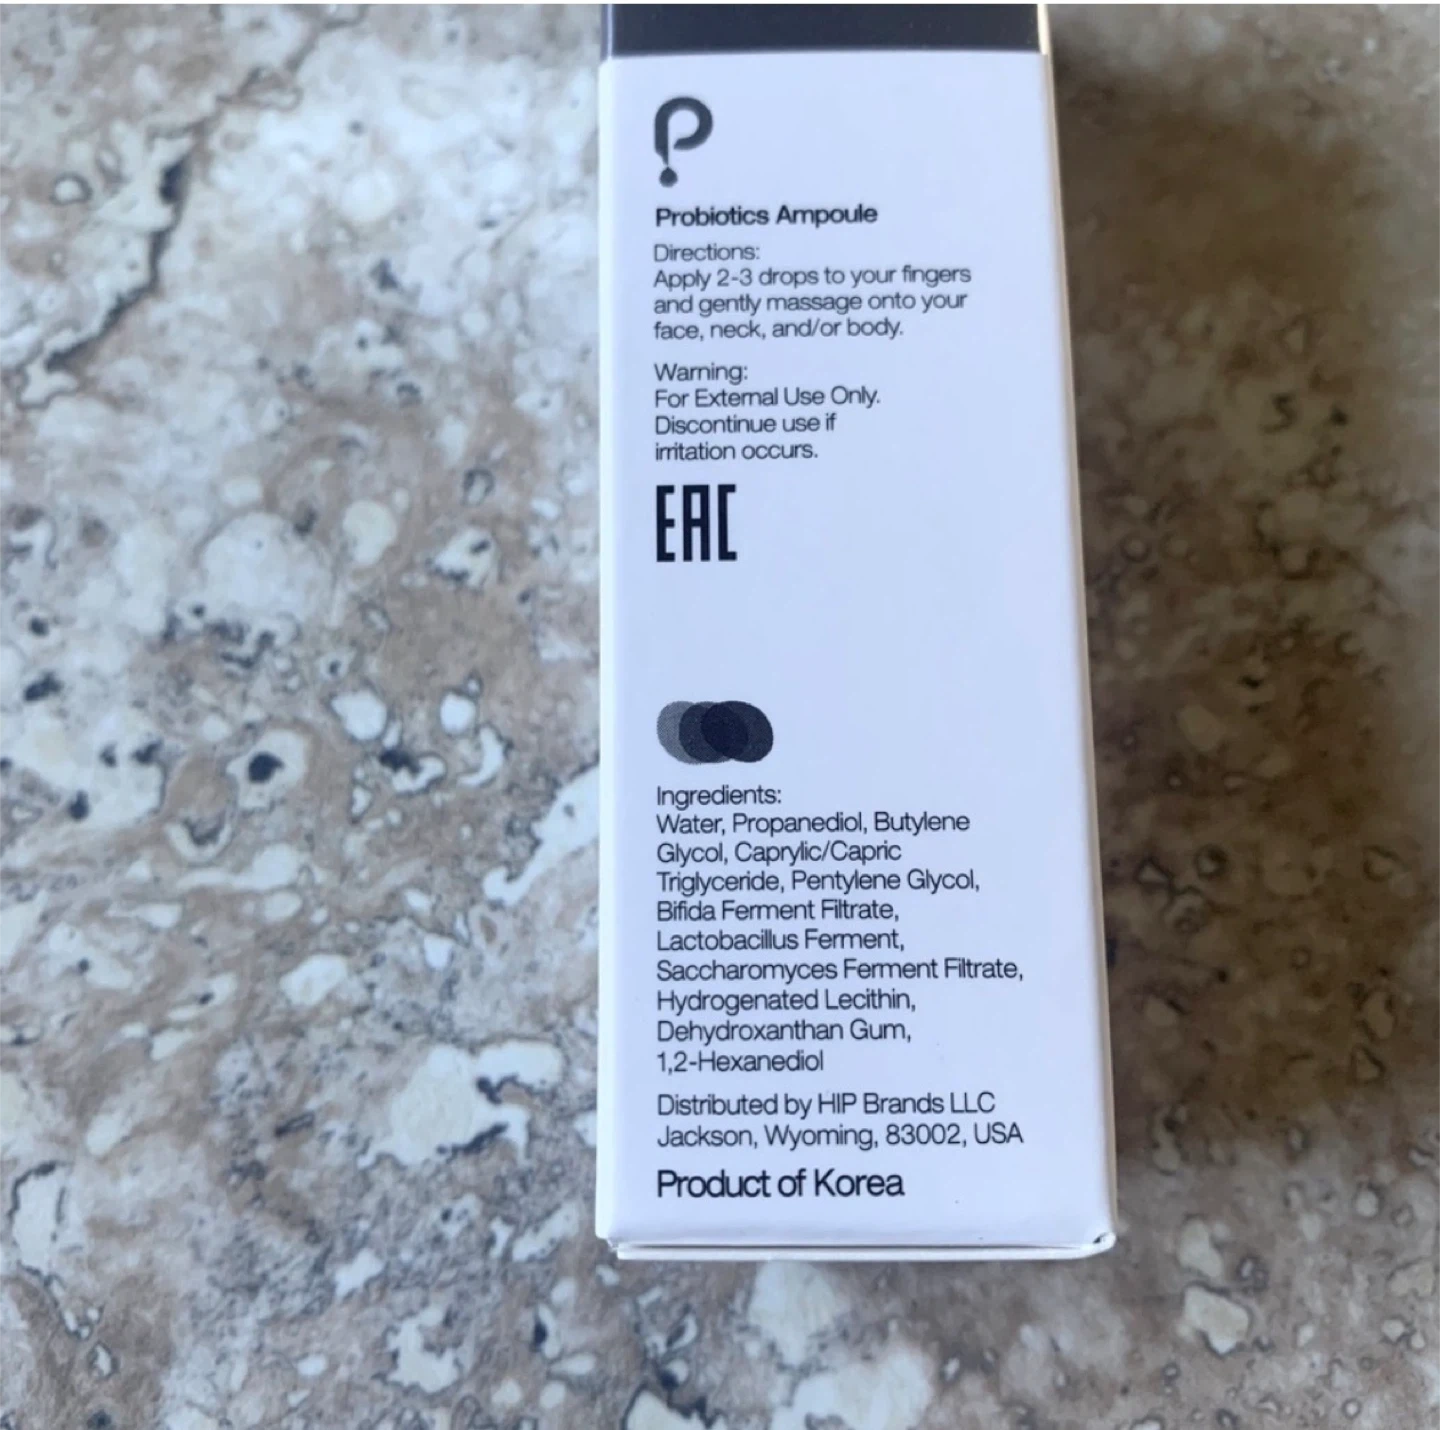 Probiotics Ampoule
Directions:
Apply 2-3 drops to your fingers
and gently massage onto your
face, neck, and/or body.
Warning:
For External Use Only.
Discontinue use if
irritation occurs.
EAC
Ingredients:
Water, Propanediol, Butylene
Glycol, Caprylic/Capric
Triglyceride, Pentylene Glycol,
Bifida Ferment Filtrate,
Lactobacillus Ferment,
Saccharomyces Ferment Filtrate,
Hydrogenated Lecithin,
Dehydroxanthan Gum,
1,2-Hexanediol
Distributed by HIP Brands LLC
Jackson, Wyoming, 83002, USA
Product of Korea